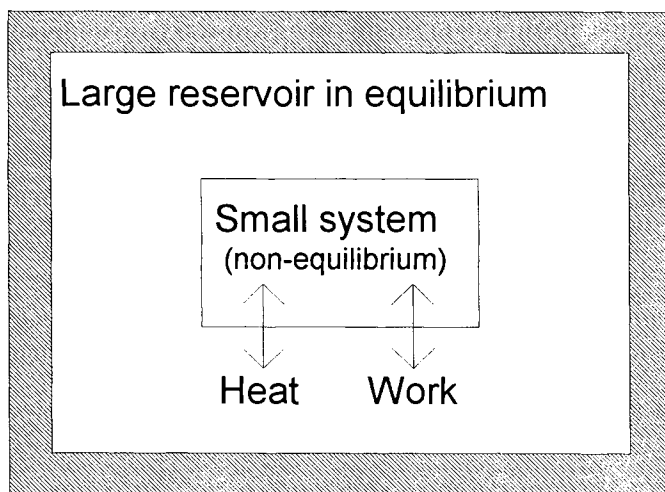 Large reservoir in equilibrium
Small system
(non-equilibrium)
Heat Work